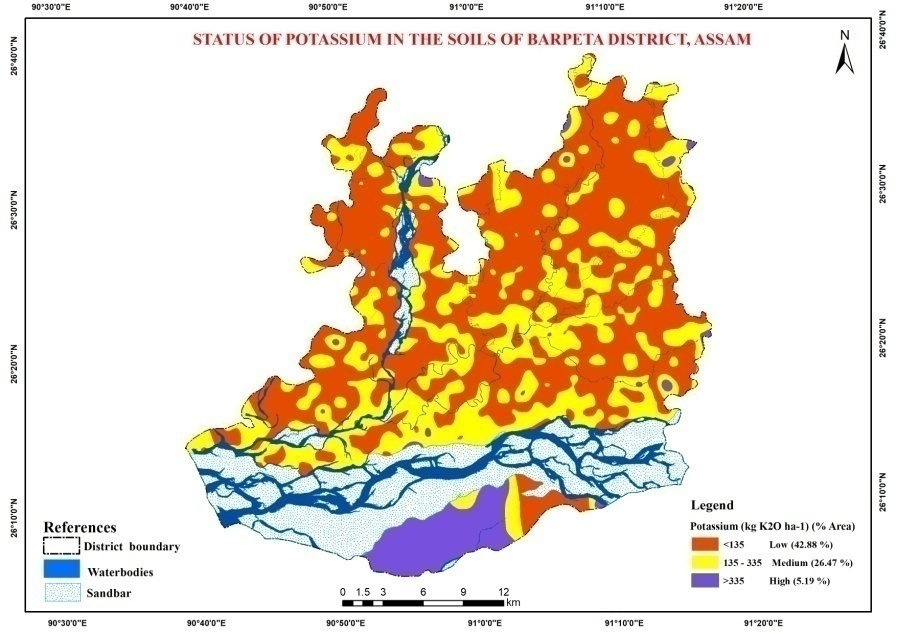 90°30'0"E 90°40'0"E 90°50'0"E 91°0'0"E 91°10'0"E 91°20'0"E
STATUS OF POTASSIUM IN THE SOILS OF BARPETA DISTRICT, ASSAM
N
26°40'0"N
26°40'0"N
26°30'0"N
26°30'0"N
26°20'0"N
26°20'0"N
26°10'0"N
26°10'0"N
References
District boundary
Waterbodies
Sandbar
0 1.5 3 6 9 12
km
Legend
Potassium (kg K2O ha-1) (% Area)
<135 Low (42.88 %)
135 - 335 Medium (26.47 %)
>335 High (5.19 %)
90°30'0"E 90°40'0"E 90°50'0"E 91°0'0"E 91°10'0"E 91°20'0"E